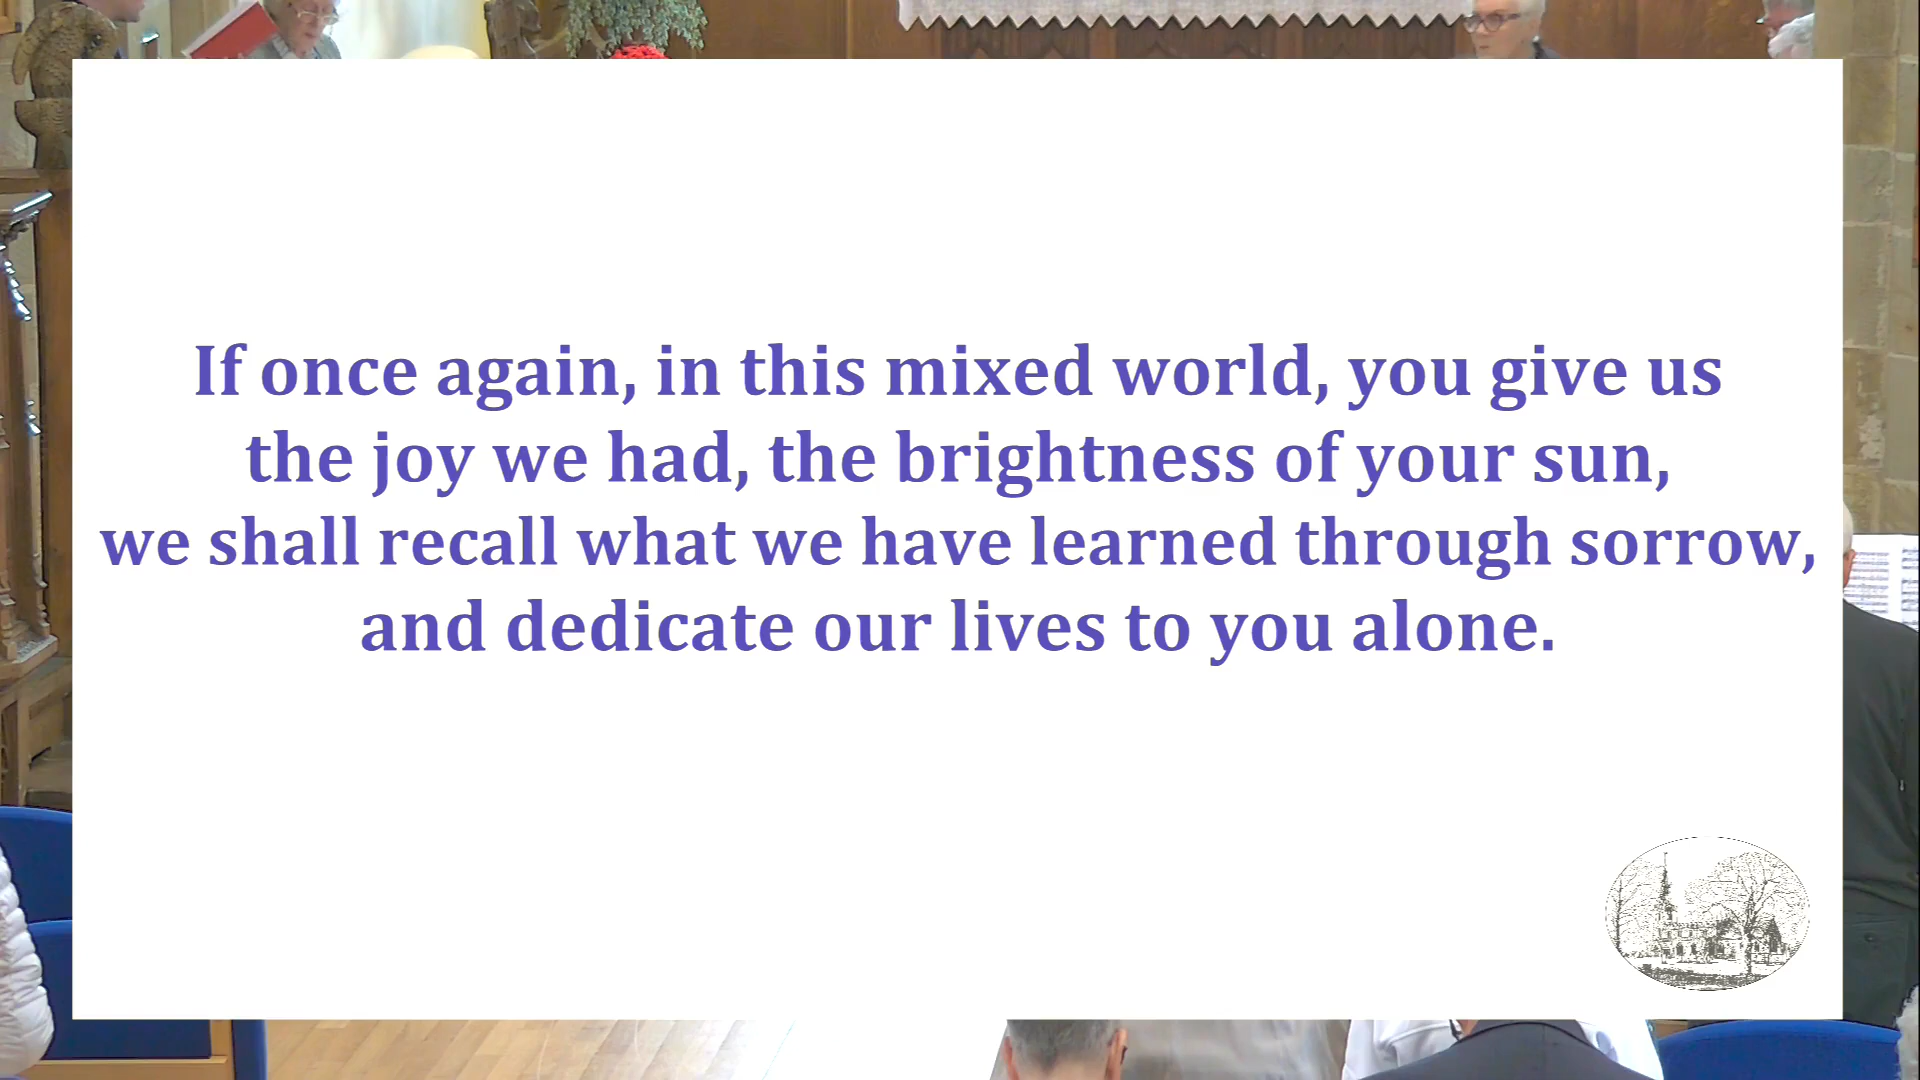 If once again, in this mixed world, you give us
the joy we had, the brightness of your sun,
we shall recall what we have learned through sorrow,
and dedicate our lives to you alone.